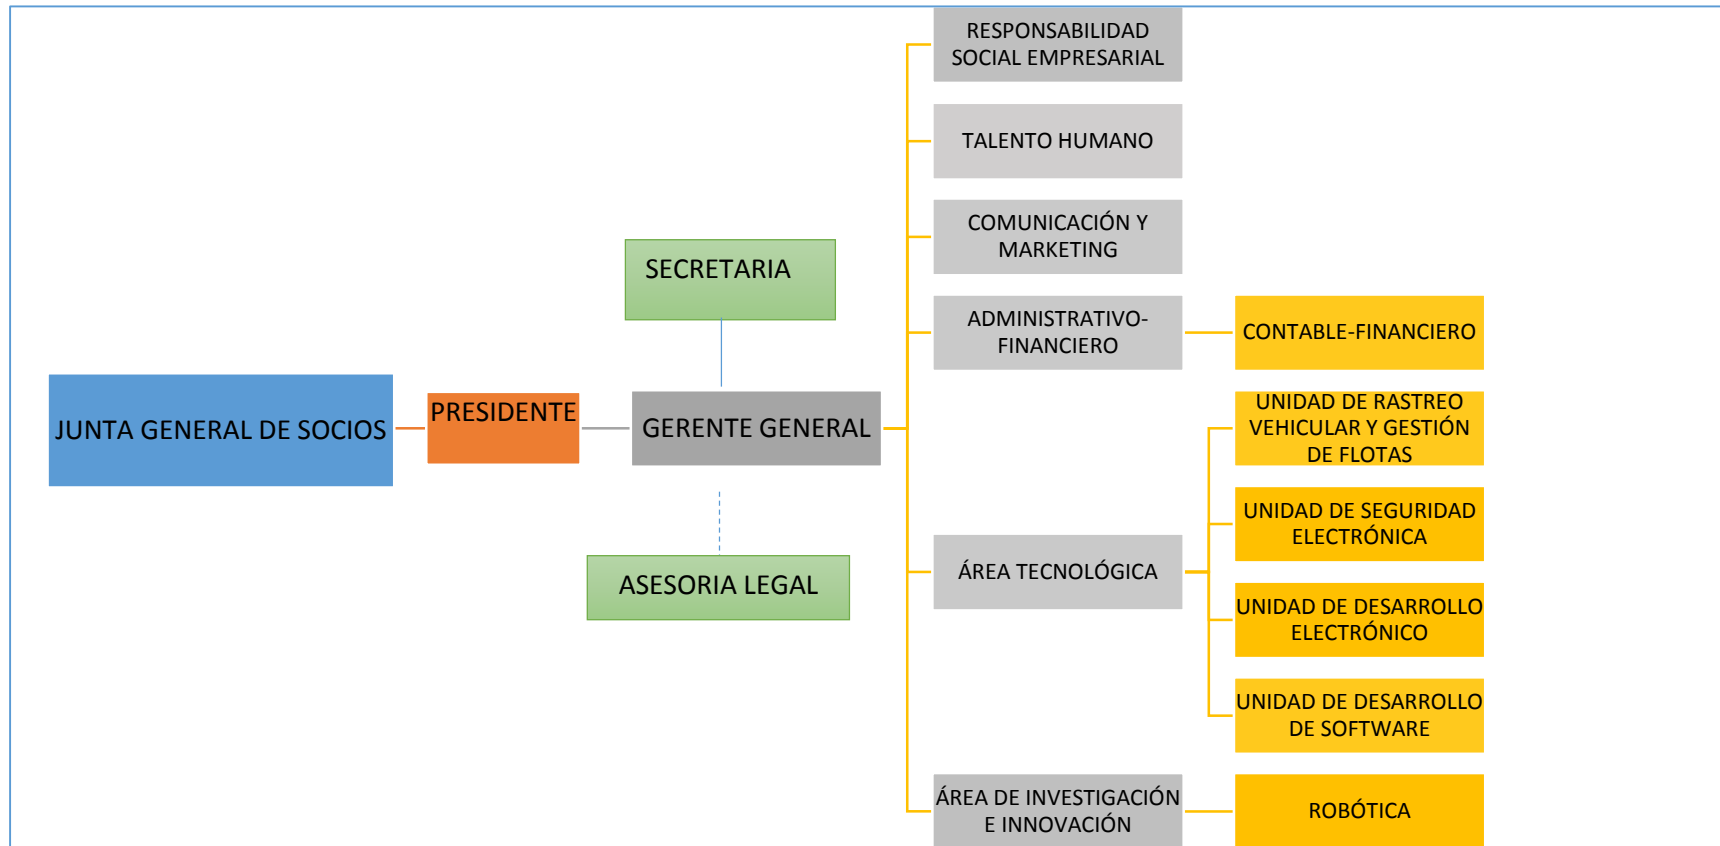 JUNTA GENERAL DE SOCIOS
PRESIDENTE
SECRETARIA
GERENTE GENERAL
ASESORIA LEGAL
RESPONSABILIDAD
SOCIAL EMPRESARIAL
TALENTO HUMANO
COMUNICACIÓN Y
MARKETING
ADMINISTRATIVO-
FINANCIERO
CONTABLE-FINANCIERO
ÁREA TECNOLÓGICA
UNIDAD DE RASTREO
VEHICULAR Y GESTIÓN
DE FLOTAS
UNIDAD DE SEGURIDAD
ELECTRÓNICA
UNIDAD DE DESARROLLO
ELECTRÓNICO
UNIDAD DE DESARROLLO
DE SOFTWARE
ÁREA DE INVESTIGACIÓN
E INNOVACIÓN
ROBÓTICA